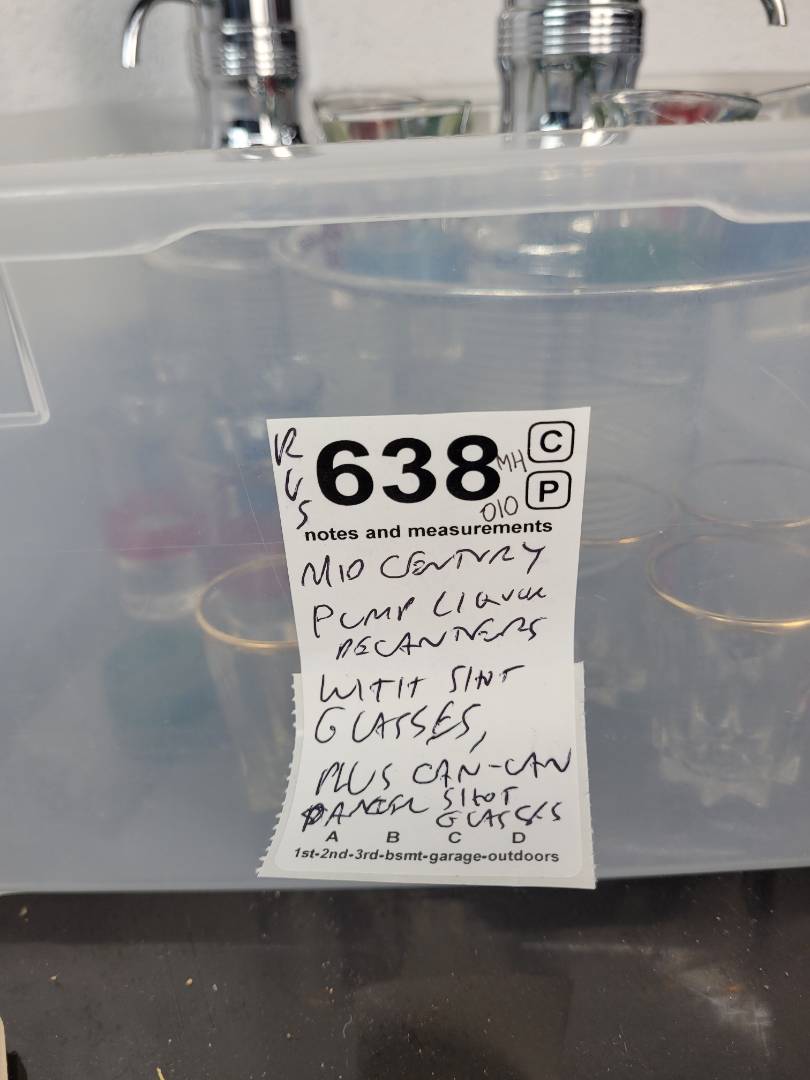 RUS
638
MH
C
P
010
notes and measurements
MID CENTURY
PUMP LIQUOR
DECANTERS
WITH SHOT
GLASSES,
PLUS CAN-CAN
DANCER SHOT
GLASSES
A B C D
1st-2nd-3rd-bsmt-garage-outdoors